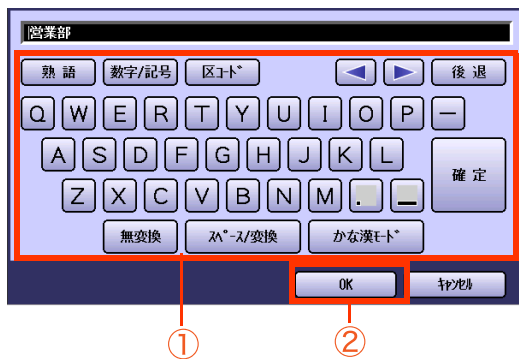 営業部
熟 語 数字/記号 区ｺｰﾄﾞ ◀ ▶ 後 退
Q W E R T Y U I O P ー
A S D F G H J K L 確 定
Z X C V B N M . _
無変換 ｽﾍﾟｰｽ/変換 かな漢ﾓｰﾄﾞ
OK ｷｬﾝｾﾙ
① ②